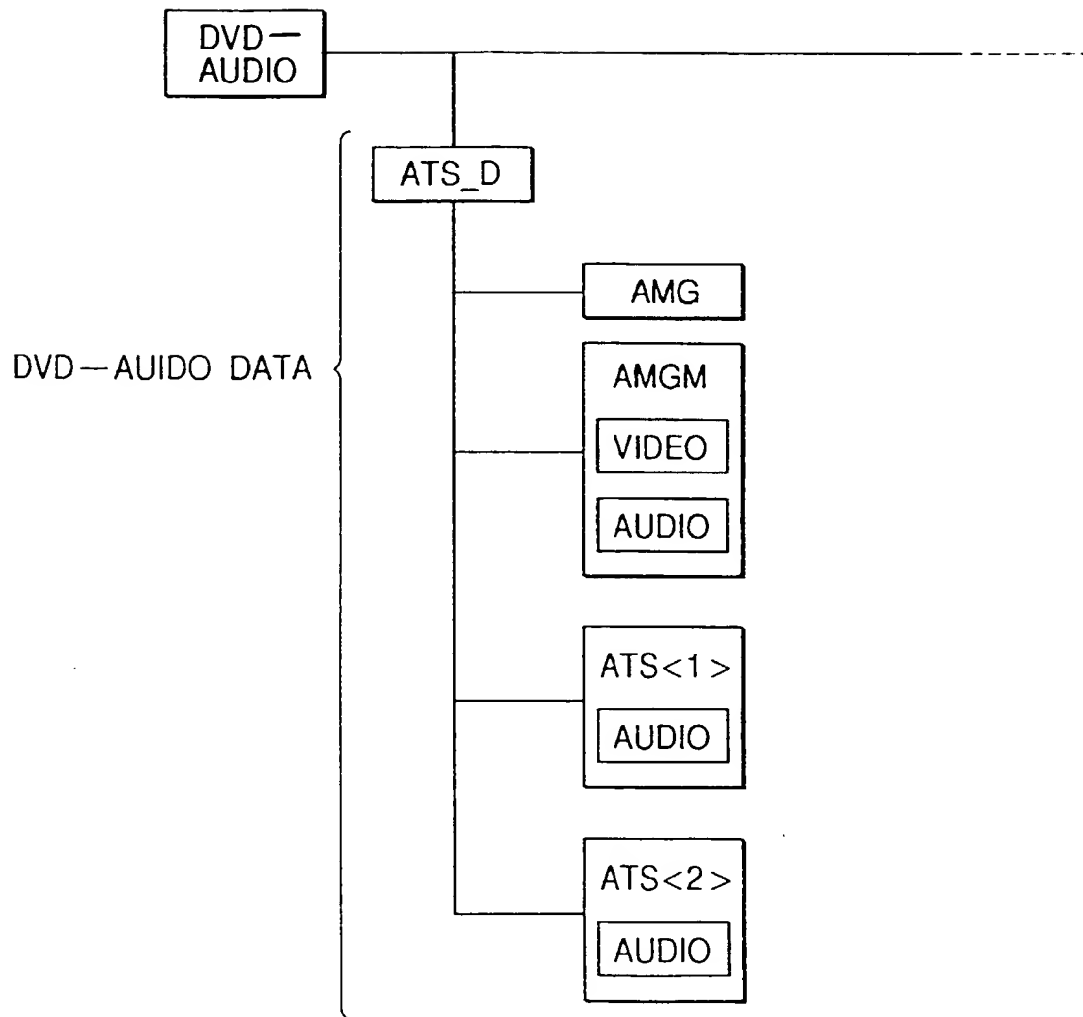 DVD—
AUDIO
ATS_D
AMG
DVD—AUIDO DATA
AMGM
VIDEO
AUDIO
ATS<1>
AUDIO
ATS<2>
AUDIO